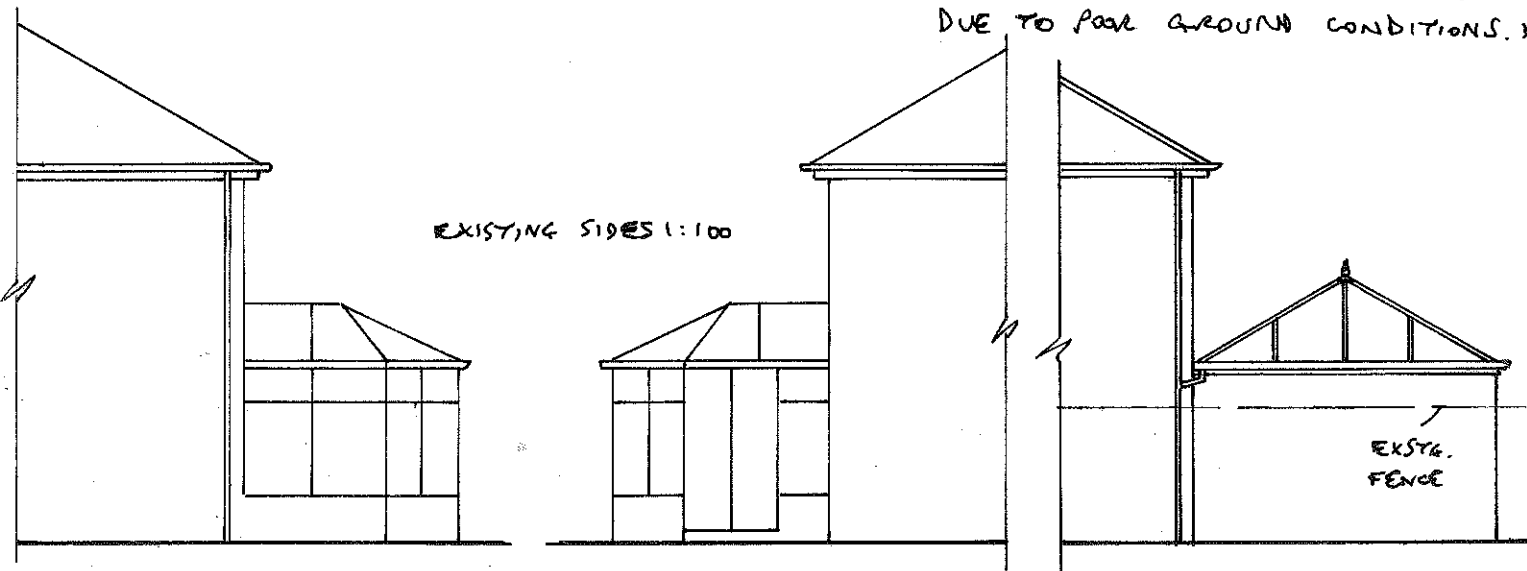 DUE TO POOR GROUND CONDITIONS.
EXISTING SIDES 1:100
EXSTG.
FENCE